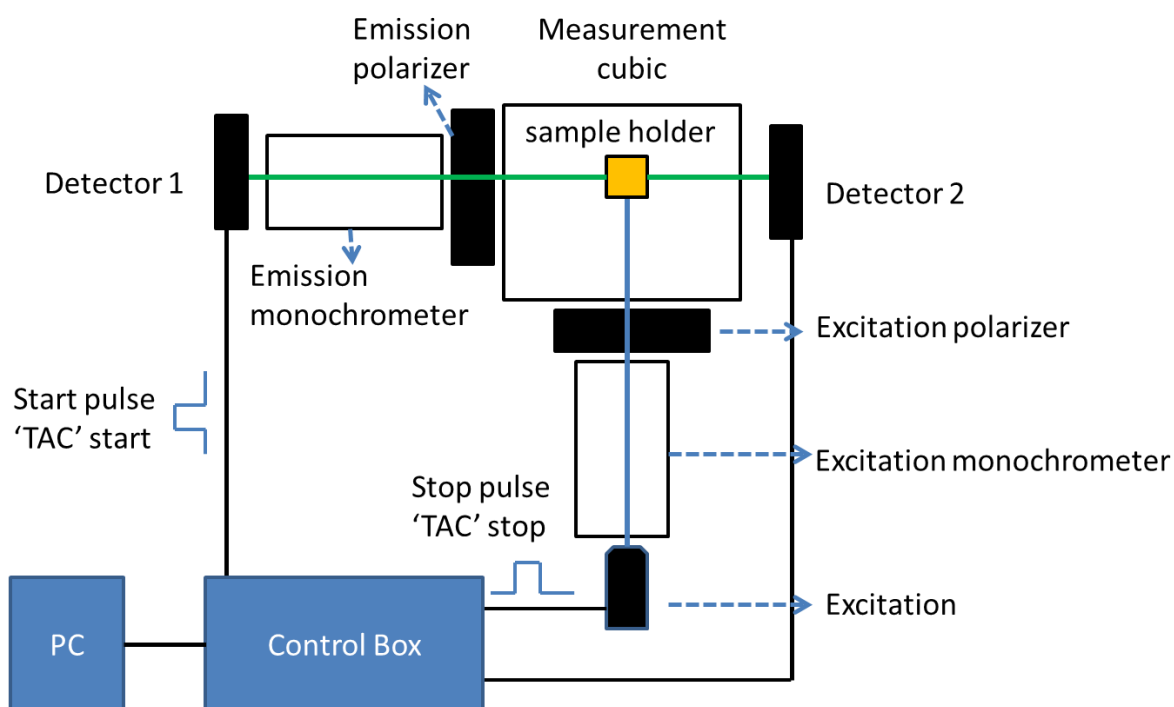 Emission
polarizer
Measurement
cubic
sample holder
Detector 1
Detector 2
Emission
monochrometer
Excitation polarizer
Start pulse
‘TAC’ start
Excitation monochrometer
Stop pulse
‘TAC’ stop
Excitation
PC
Control Box